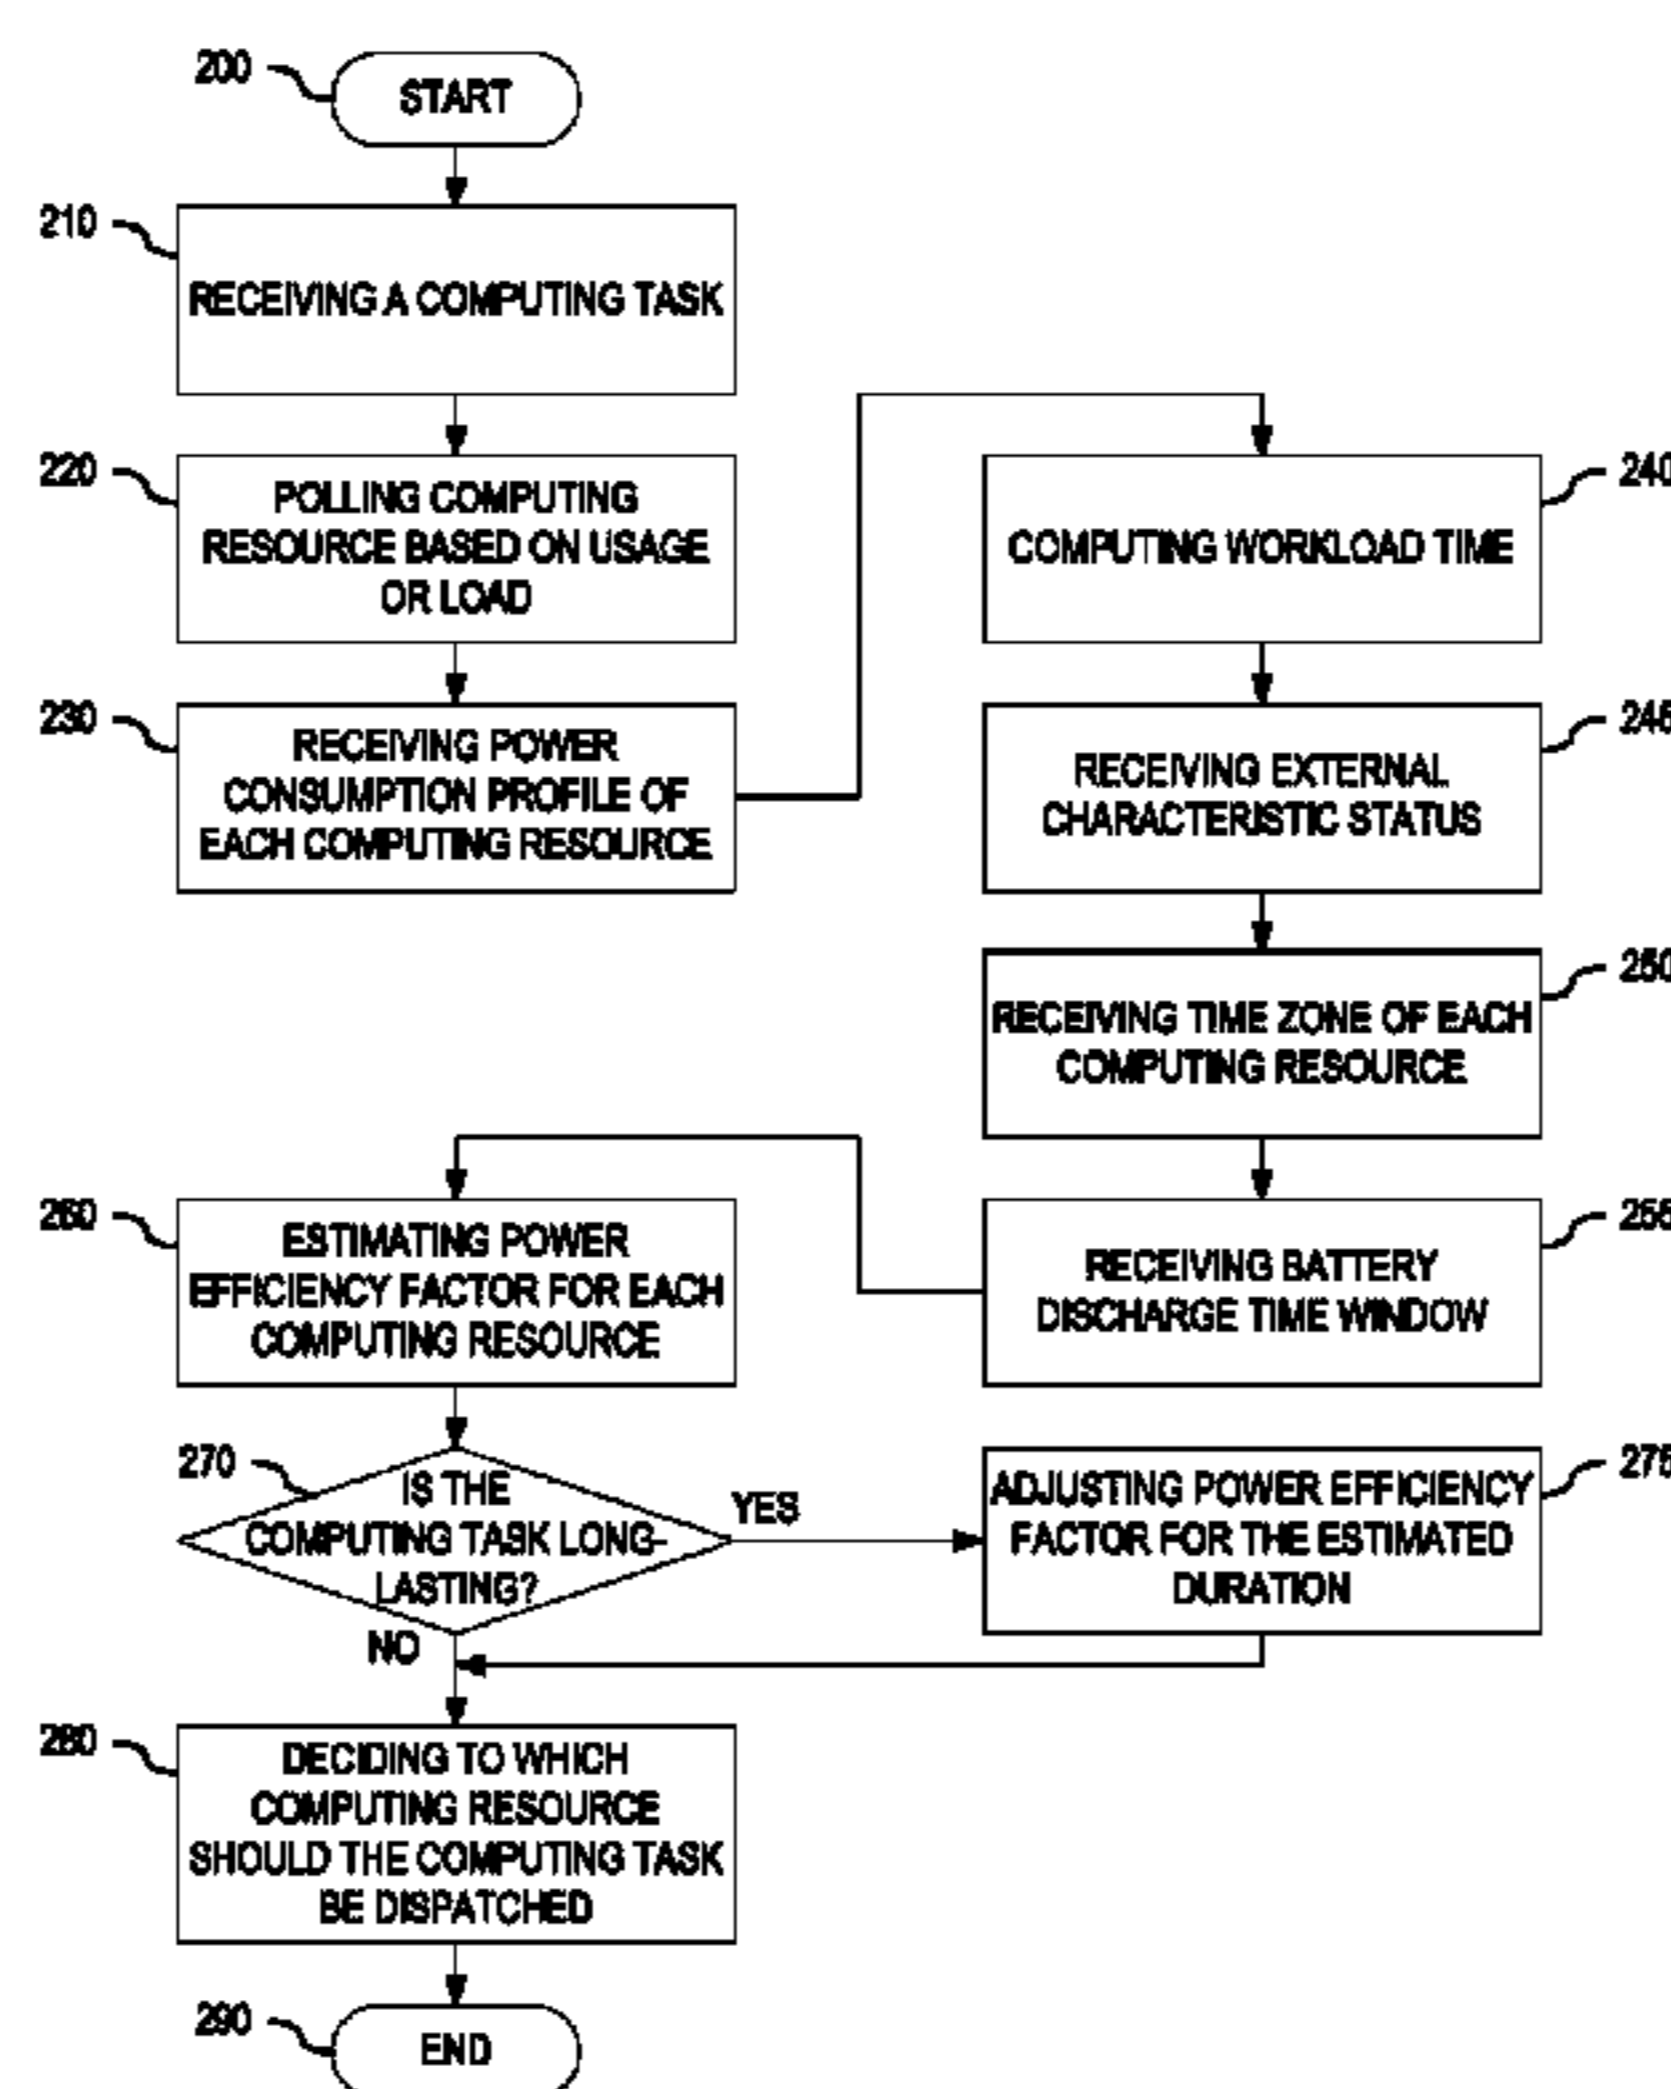 200
START
210
RECEIVING A COMPUTING TASK
220
POLLING COMPUTING
RESOURCE BASED ON USAGE
OR LOAD
230
RECEIVING POWER
CONSUMPTION PROFILE OF
EACH COMPUTING RESOURCE
240
COMPUTING WORKLOAD TIME
245
RECEIVING EXTERNAL
CHARACTERISTIC STATUS
250
RECEIVING TIME ZONE OF EACH
COMPUTING RESOURCE
255
RECEIVING BATTERY
DISCHARGE TIME WINDOW
260
ESTIMATING POWER
EFFICIENCY FACTOR FOR EACH
COMPUTING RESOURCE
270
IS THE
COMPUTING TASK LONG-
LASTING?
YES
NO
275
ADJUSTING POWER EFFICIENCY
FACTOR FOR THE ESTIMATED
DURATION
280
DECIDING TO WHICH
COMPUTING RESOURCE
SHOULD THE COMPUTING TASK
BE DISPATCHED
290
END